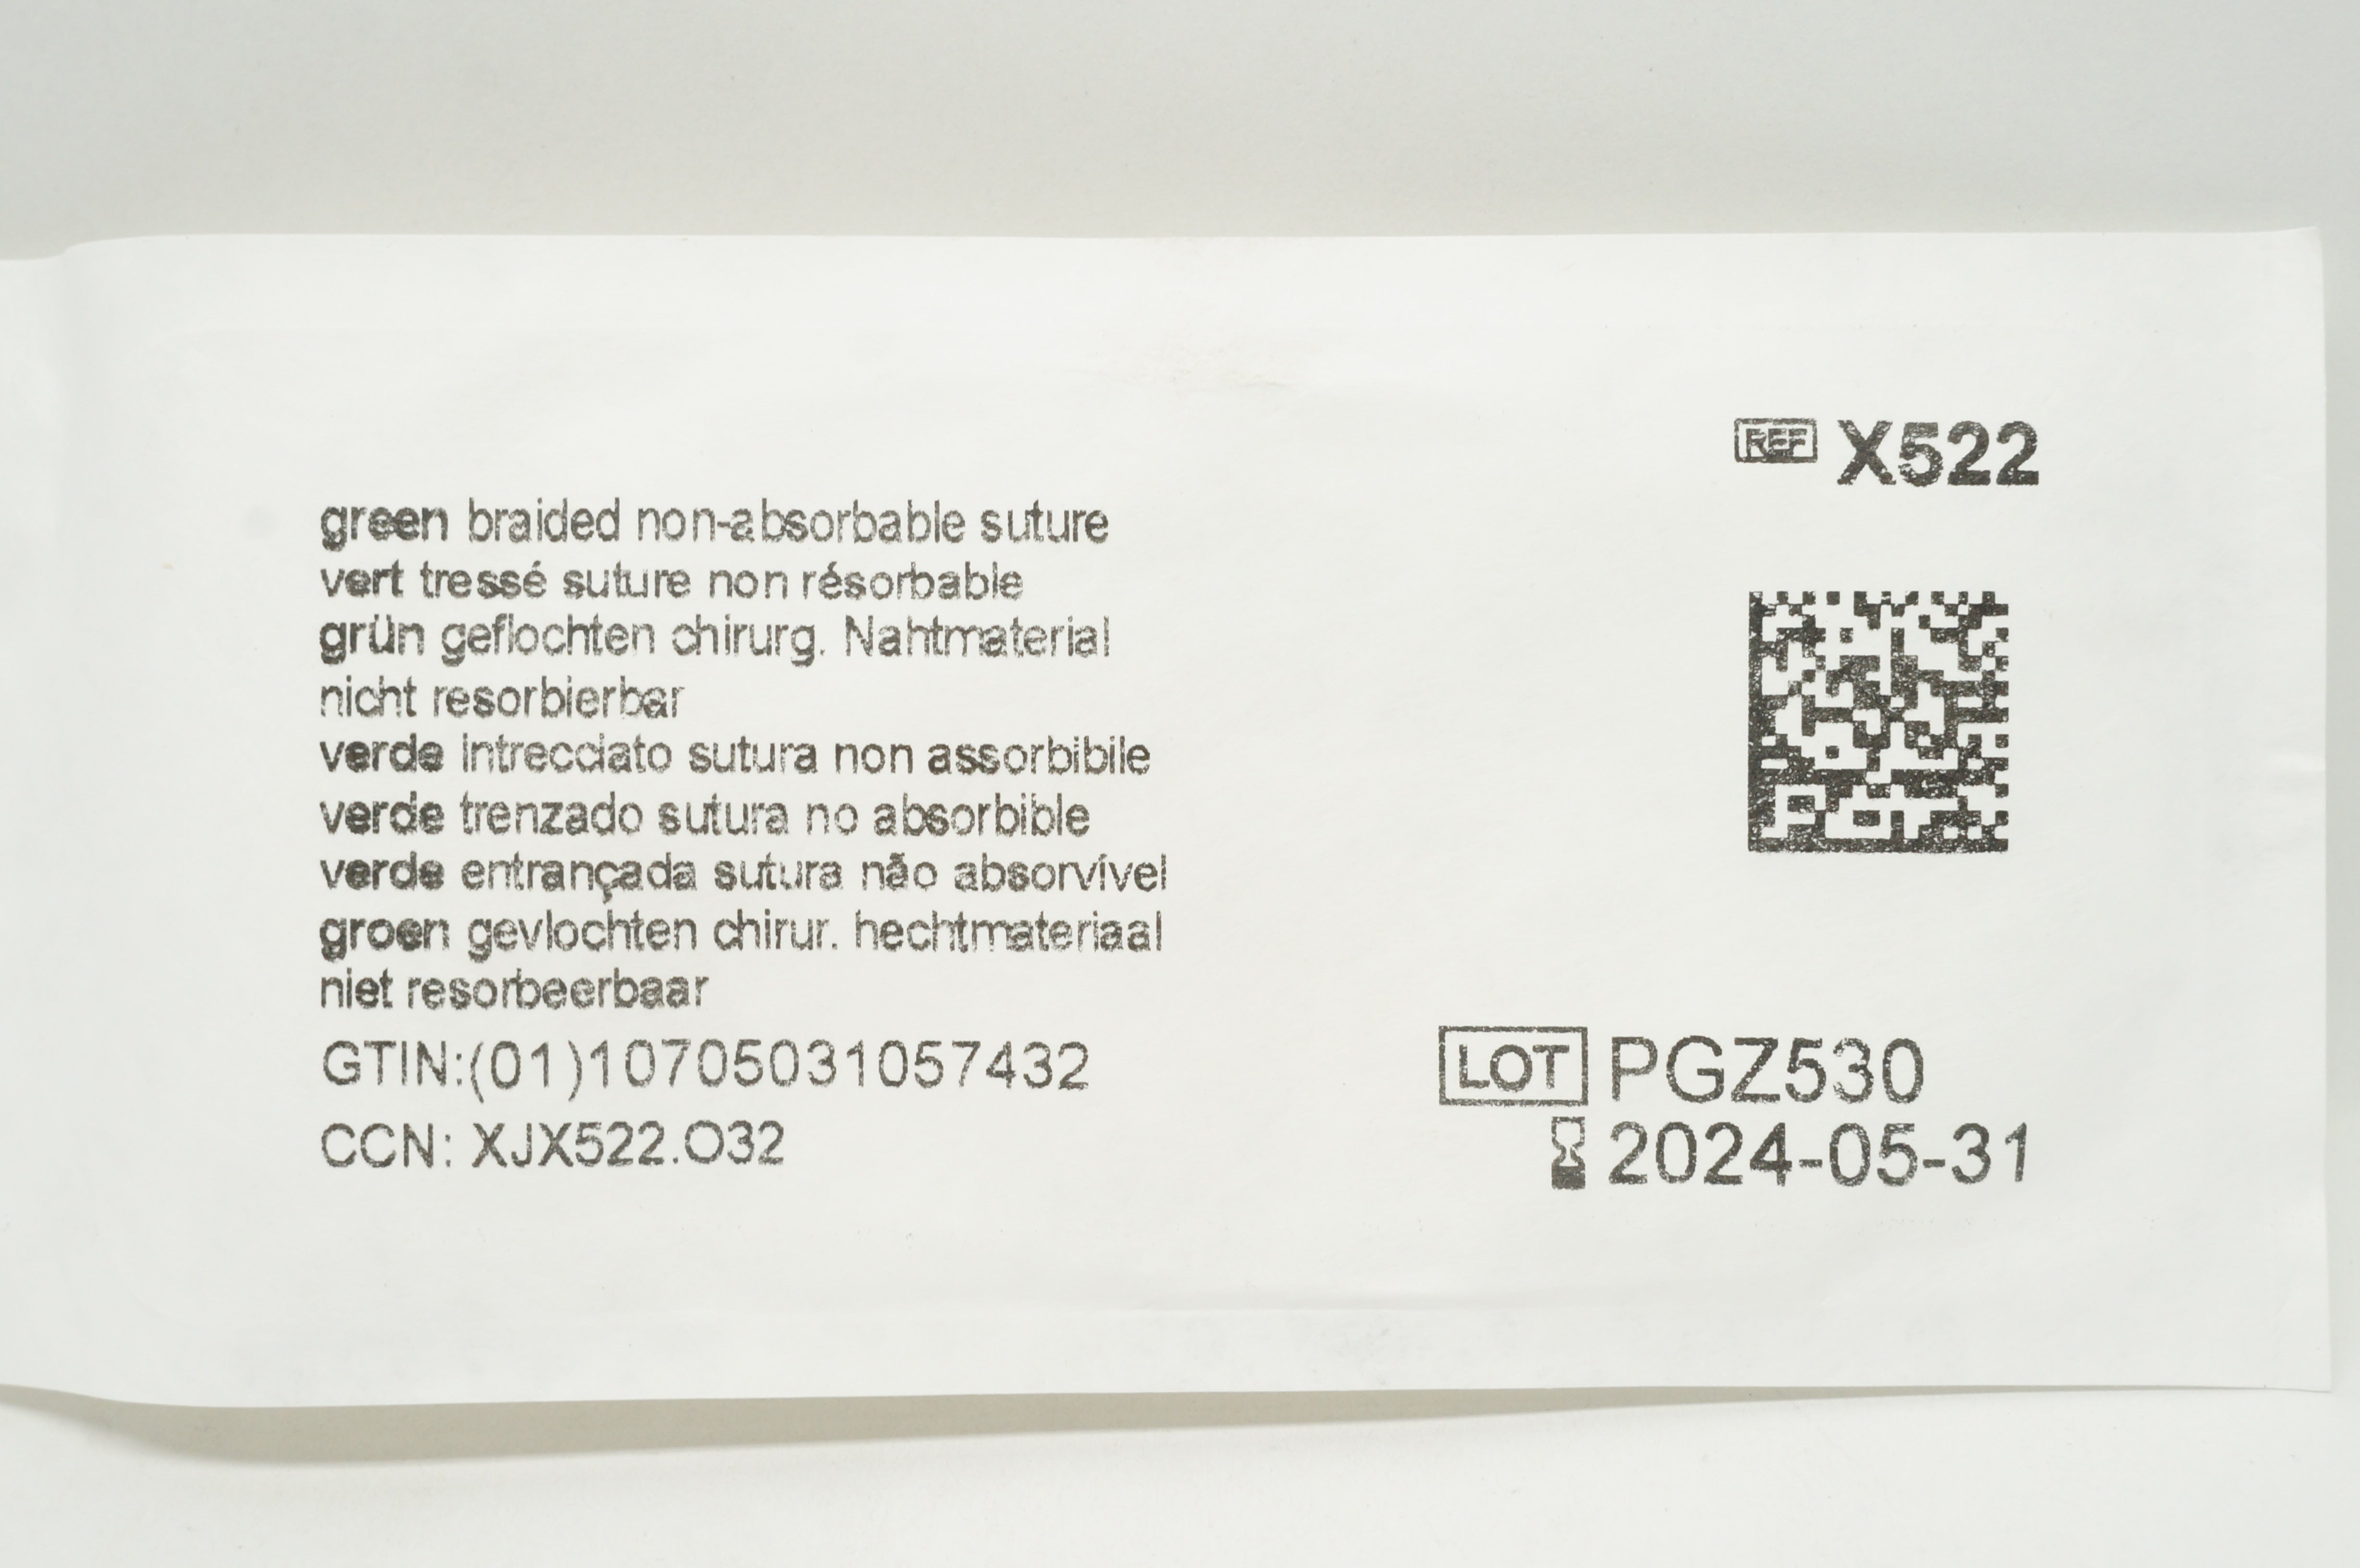 REF X522
green braided non-absorbable suture
vert tressé suture non résorbable
grün geflochten chirurg. Nahtmaterial
nicht resorbierbar
verde intrecciato sutura non assorbibile
verde trenzado sutura no absorbible
verde entrançada sutura não absorvível
groen gevlochten chirur. hechtmateriaal
niet resorbeerbaar
GTIN:(01)10705031057432
CCN: XJX522.O32
LOT PGZ530
2024-05-31